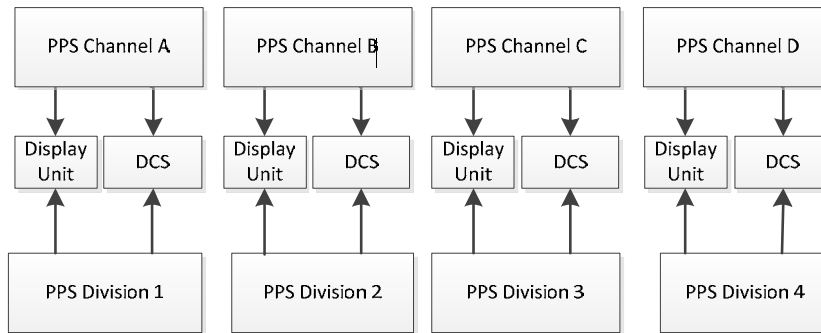 PPS Channel A
PPS Channel B
PPS Channel C
PPS Channel D
Display
Unit
DCS
Display
Unit
DCS
Display
Unit
DCS
Display
Unit
DCS
PPS Division 1
PPS Division 2
PPS Division 3
PPS Division 4